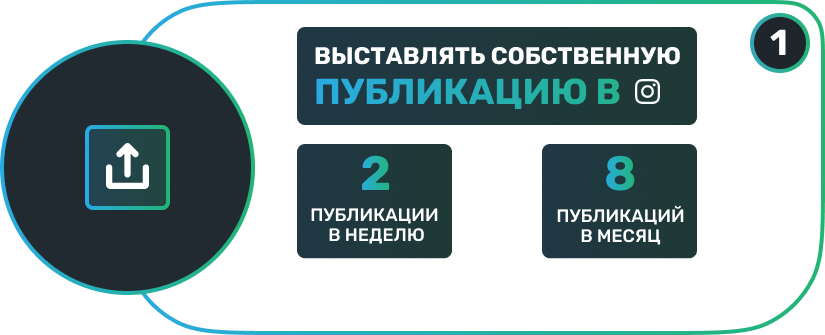 1
ВЫСТАВЛЯТЬ СОБСТВЕННУЮ
ПУБЛИКАЦИЮ В
2
ПУБЛИКАЦИИ
В НЕДЕЛЮ
8
ПУБЛИКАЦИЙ
В МЕСЯЦ